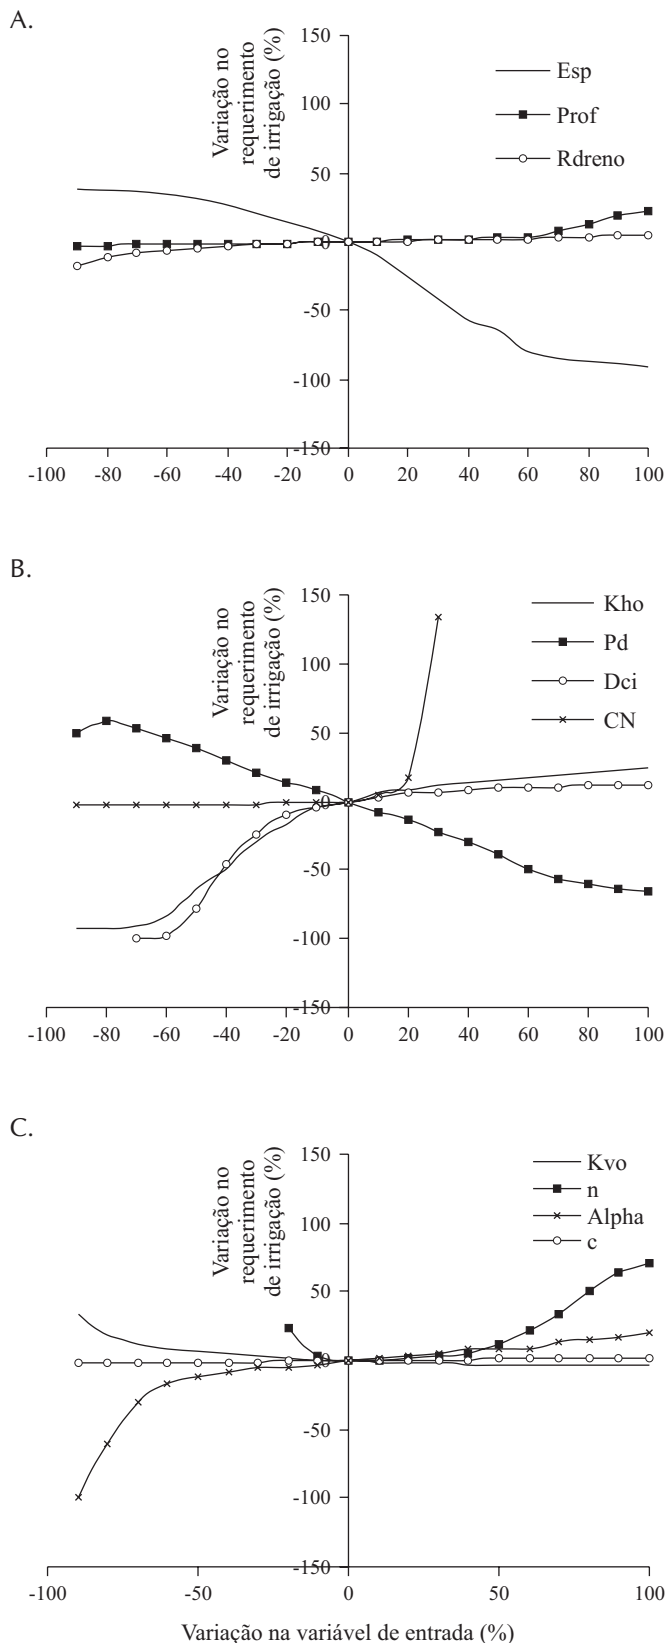 A.
Variação no
requerimento
de irrigação (%)
150
100
50
-50
-100
-150
Esp
Prof
Rdreno
-100
-80
-60
-40
-20
0
20
40
60
80
100
B.
Variação no
requerimento
de irrigação (%)
150
100
50
0
-50
-100
-150
Kho
Pd
Dci
CN
-100
-80
-60
-40
-20
0
20
40
60
80
100
C.
Variação no
requerimento
de irrigação (%)
150
100
50
0
-50
-100
-150
Kvo
n
Alpha
c
-100
-50
0
50
100
Variação na variável de entrada (%)